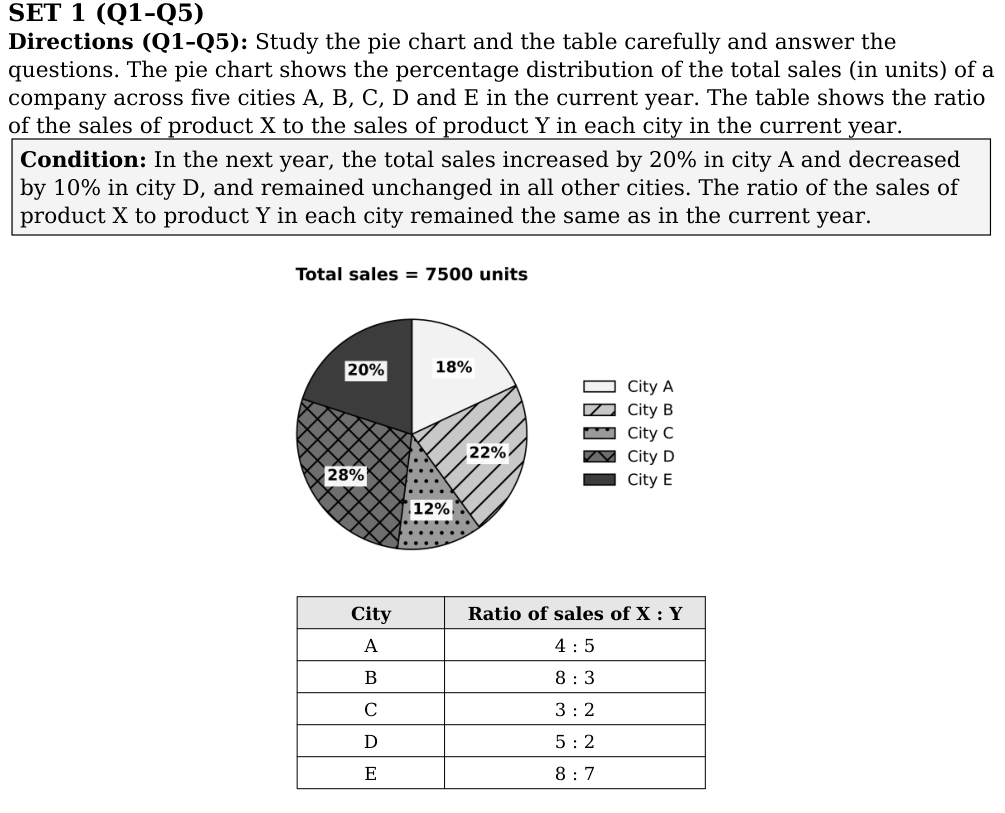 SET 1 (Q1–Q5)
Directions (Q1–Q5): Study the pie chart and the table carefully and answer the
questions. The pie chart shows the percentage distribution of the total sales (in units) of a
company across five cities A, B, C, D and E in the current year. The table shows the ratio
of the sales of product X to the sales of product Y in each city in the current year.
Condition: In the next year, the total sales increased by 20% in city A and decreased
by 10% in city D, and remained unchanged in all other cities. The ratio of the sales of
product X to product Y in each city remained the same as in the current year.
Total sales = 7500 units
20%
18%
22%
28%
12%
City A
City B
City C
City D
City E
City Ratio of sales of X : Y
A 4 : 5
B 8 : 3
C 3 : 2
D 5 : 2
E 8 : 7